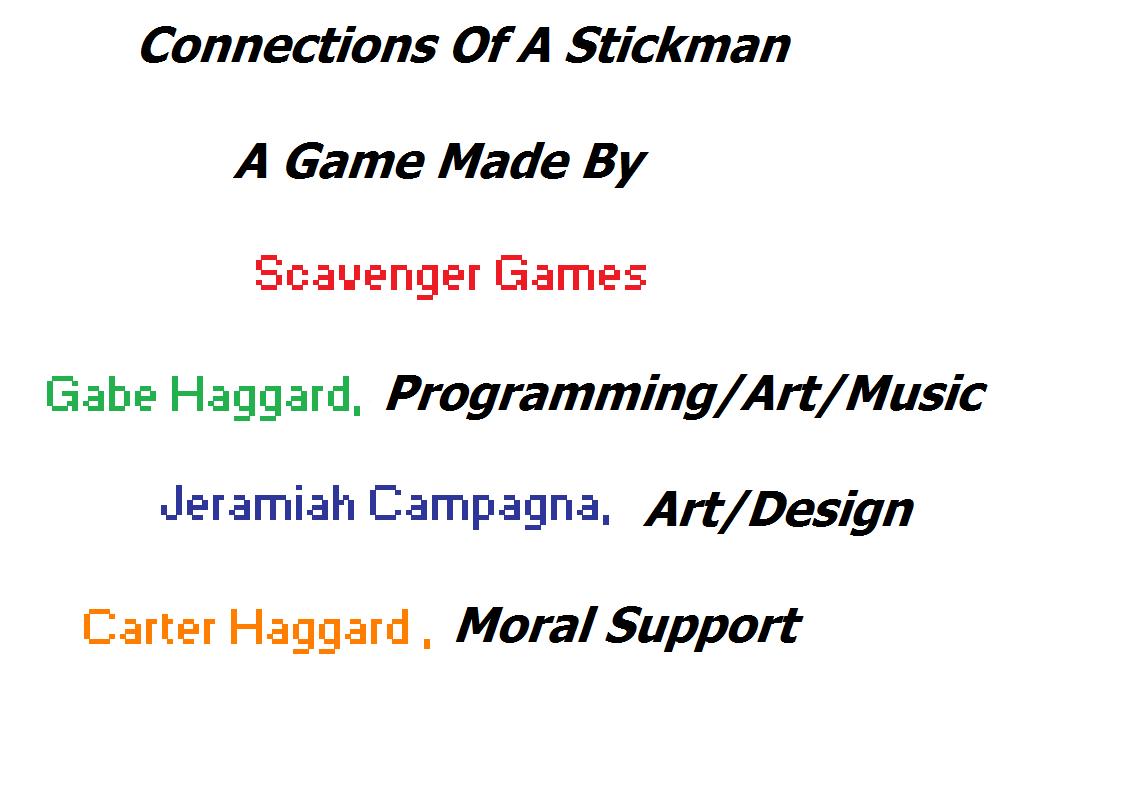 Connections Of A Stickman
A Game Made By
Scavenger Games
Gabe Haggard, Programming/Art/Music
Jeramiah Campagna, Art/Design
Carter Haggard , Moral Support